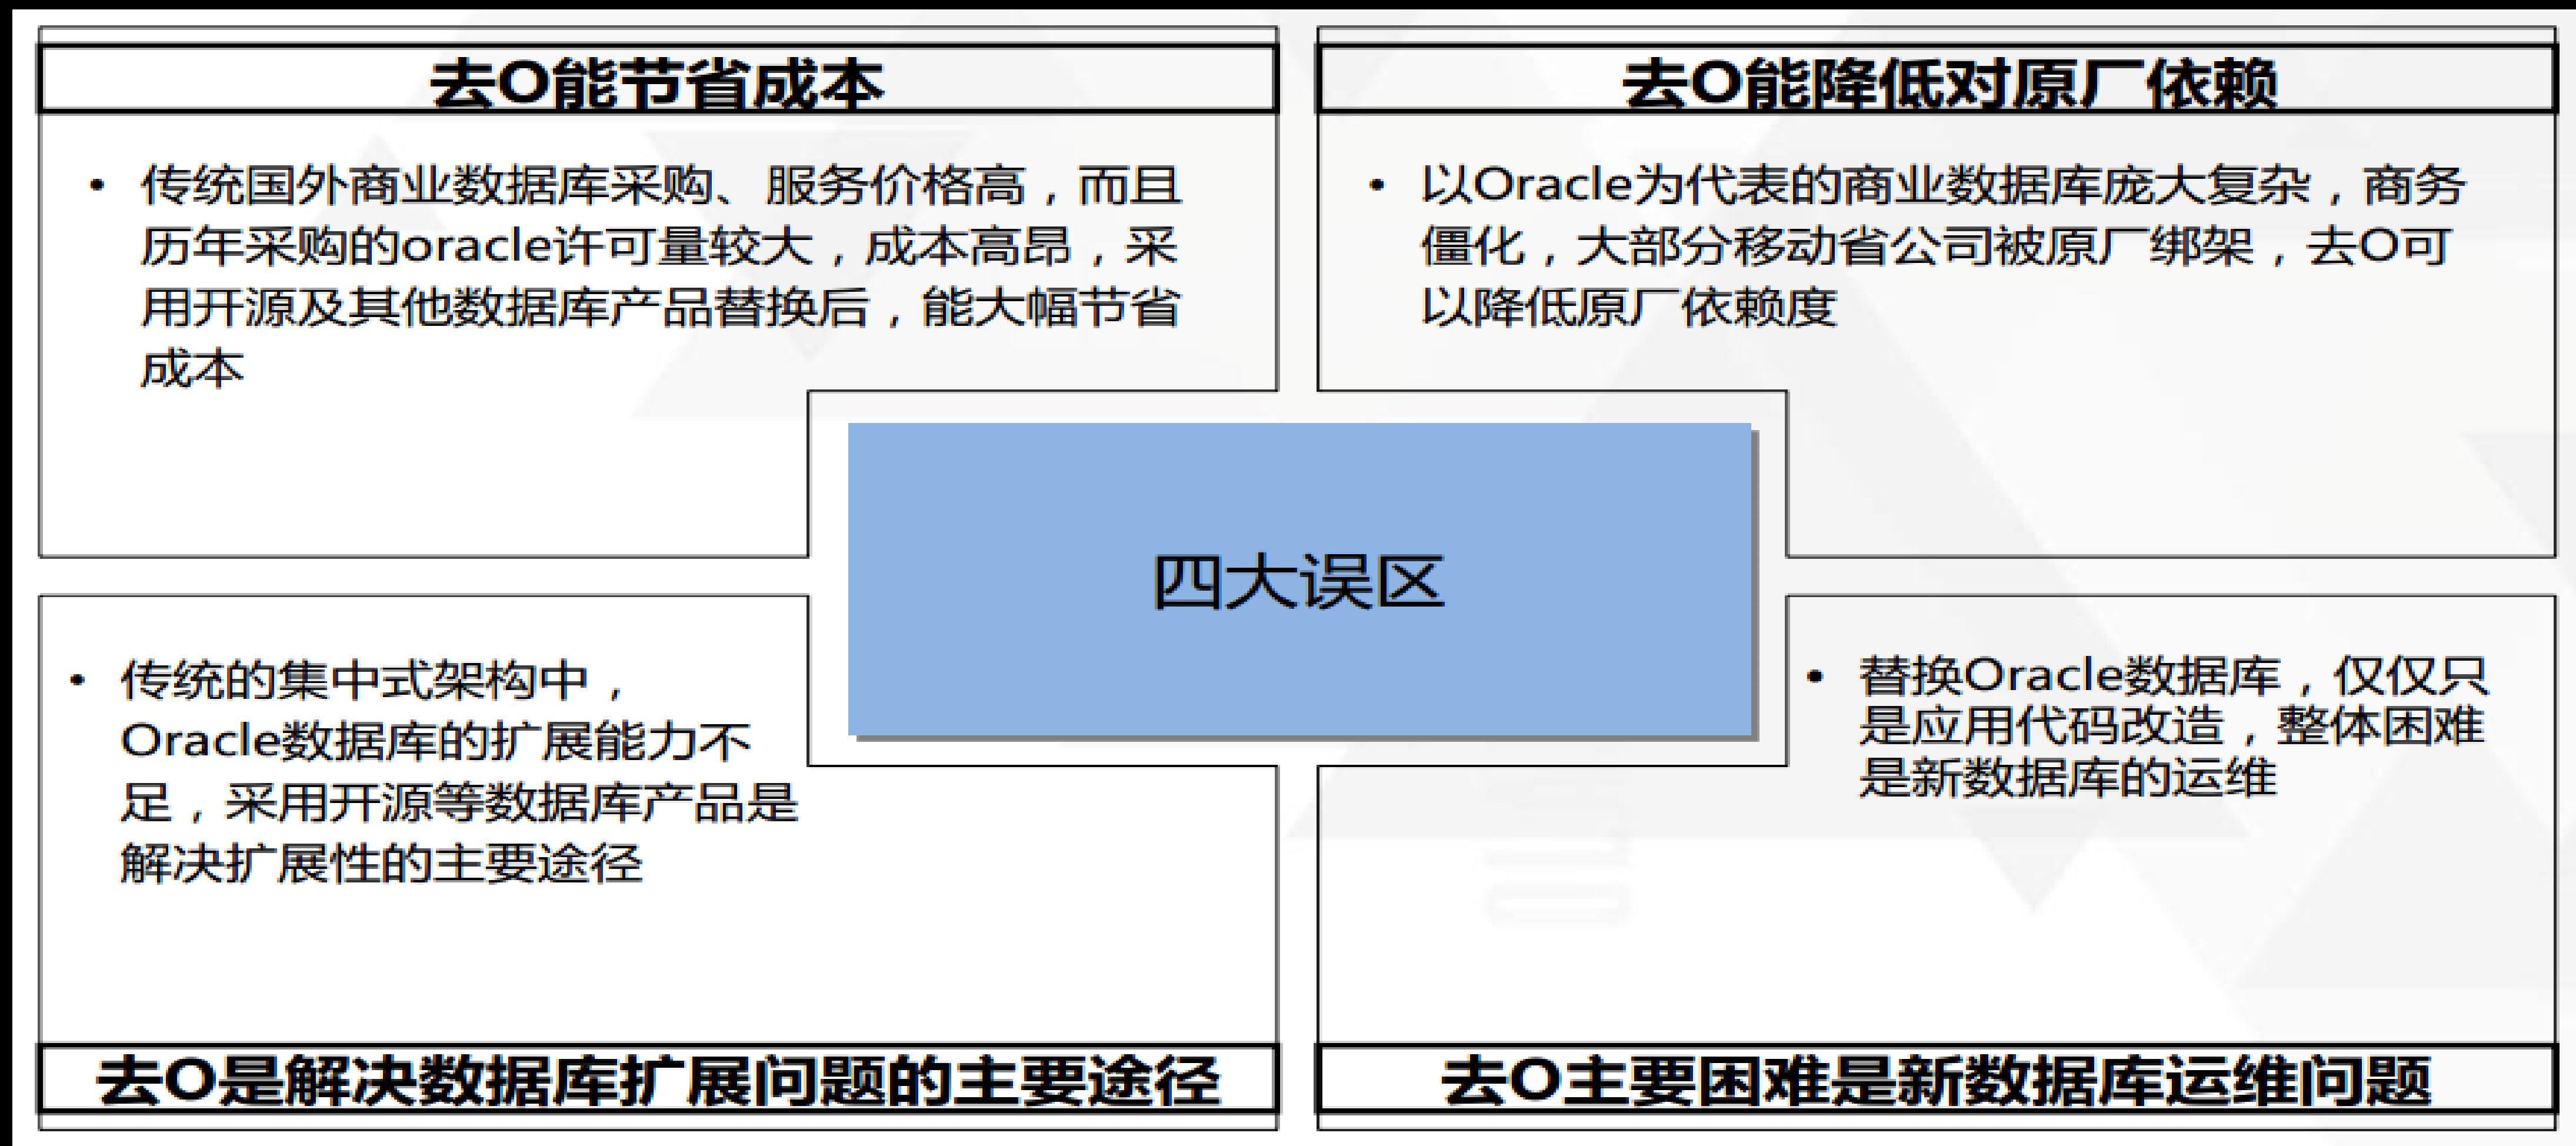 去O能节省成本
• 传统国外商业数据库采购、服务价格高，而且
历年采购的oracle许可量较大，成本高昂，采
用开源及其他数据库产品替换后，能大幅节省
成本
去O能降低对原厂依赖
• 以Oracle为代表的商业数据库庞大复杂，商务
僵化，大部分移动省公司被原厂绑架，去O可
以降低原厂依赖度
四大误区
• 传统的集中式架构中，
Oracle数据库的扩展能力不
足，采用开源等数据库产品是
解决扩展性的主要途径
去O是解决数据库扩展问题的主要途径
• 替换Oracle数据库，仅仅只
是应用代码改造，整体困难
是新数据库的运维
去O主要困难是新数据库运维问题